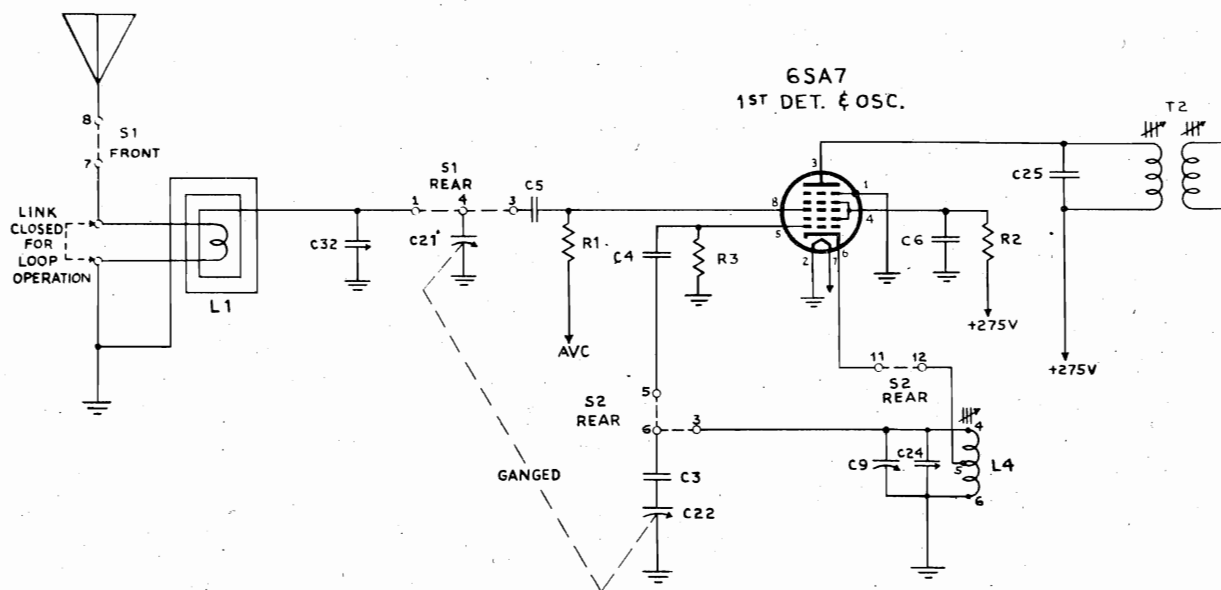 6SA7
1ST DET. & OSC.
T2
8
S1
FRONT
7
LINK
CLOSED
FOR
LOOP
OPERATION
L1
C32
S1
REAR
1
4
3
C5
C21
R1
AVC
C4
R3
3
1
8
4
5
2
7
6
C6
R2
+275V
C25
+275V
11
12
S2
REAR
5
S2
REAR
6
3
C3
C22
GANGED
C9
C24
4
5
L4
6